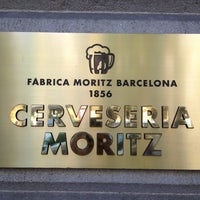 FÀBRICA MORITZ BARCELONA
1856
CERVESERIA
MORITZ